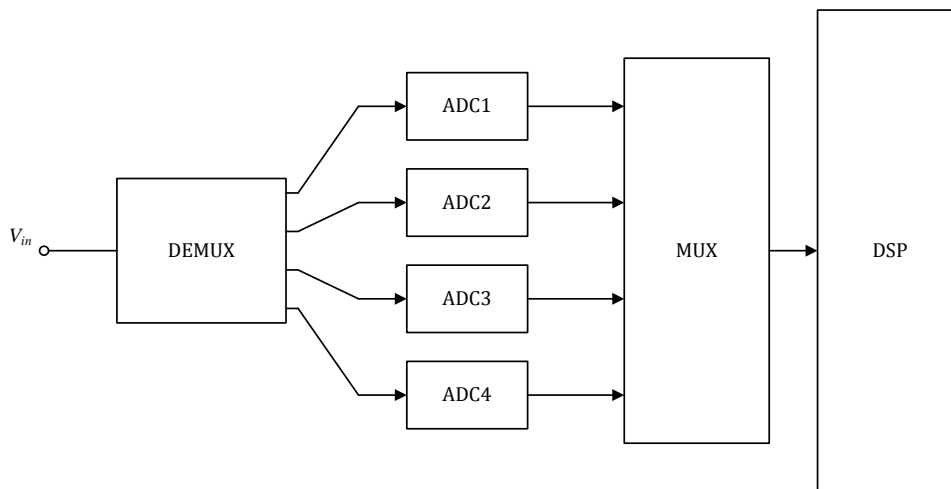 V_in
DEMUX
ADC1
ADC2
ADC3
ADC4
MUX
DSP